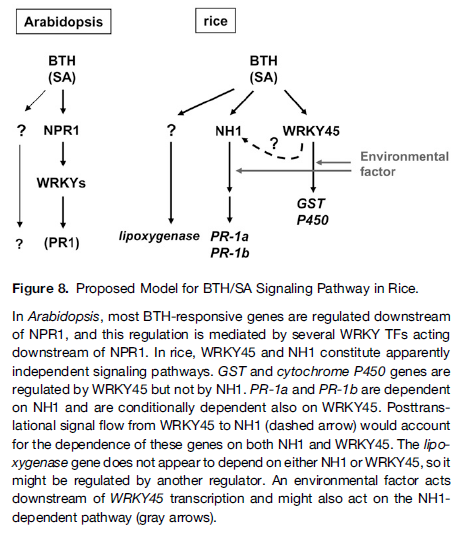 Arabidopsis
rice
BTH
(SA)
BTH
(SA)
?
NPR1
?
NH1
?
WRKY45
WRKYs
Environmental
factor
?
(PR1)
lipoxygenase
PR-1a
PR-1b
GST
P450
Figure 8. Proposed Model for BTH/SA Signaling Pathway in Rice.
In Arabidopsis, most BTH-responsive genes are regulated downstream
of NPR1, and this regulation is mediated by several WRKY TFs acting
downstream of NPR1. In rice, WRKY45 and NH1 constitute apparently
independent signaling pathways. GST and cytochrome P450 genes are
regulated by WRKY45 but not by NH1. PR-1a and PR-1b are dependent
on NH1 and are conditionally dependent also on WRKY45. Posttrans-
lational signal flow from WRKY45 to NH1 (dashed arrow) would account
for the dependence of these genes on both NH1 and WRKY45. The lipo-
xygenase gene does not appear to depend on either NH1 or WRKY45, so it
might be regulated by another regulator. An environmental factor acts
downstream of WRKY45 transcription and might also act on the NH1-
dependent pathway (gray arrows).